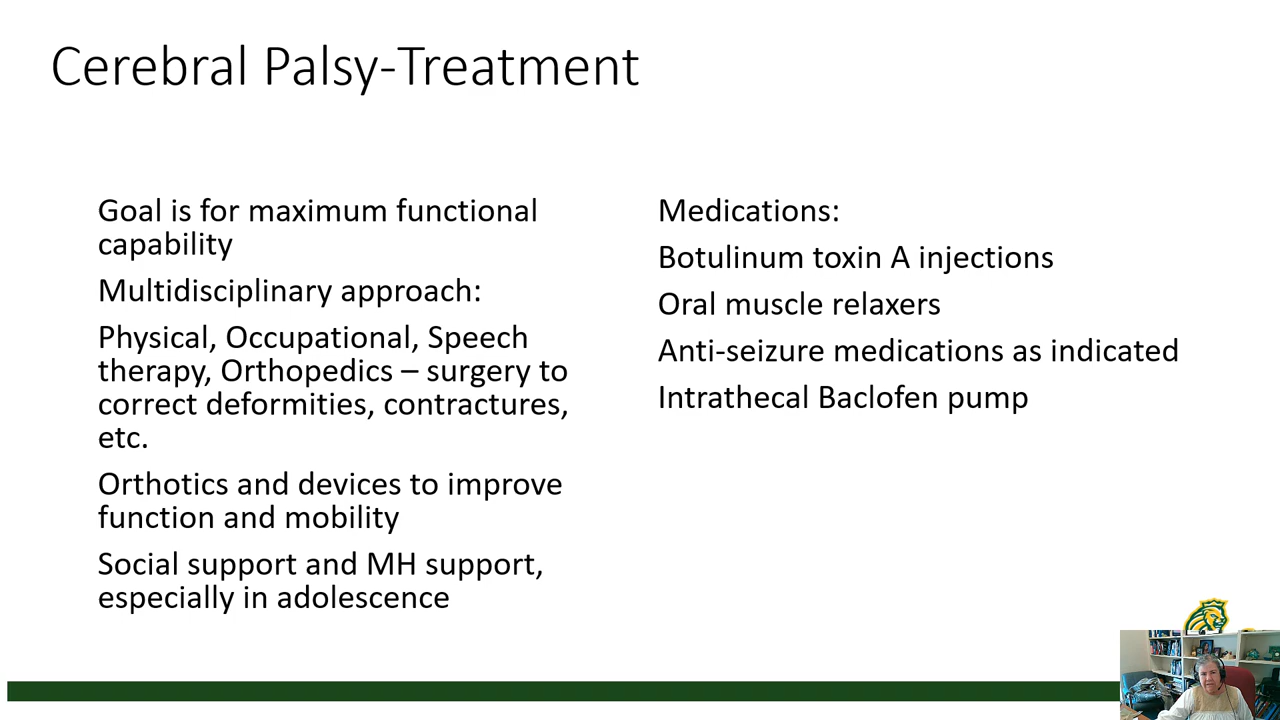 Cerebral Palsy-Treatment
Goal is for maximum functional
capability
Multidisciplinary approach:
Physical, Occupational, Speech
therapy, Orthopedics – surgery to
correct deformities, contractures,
etc.
Orthotics and devices to improve
function and mobility
Social support and MH support,
especially in adolescence
Medications:
Botulinum toxin A injections
Oral muscle relaxers
Anti-seizure medications as indicated
Intrathecal Baclofen pump